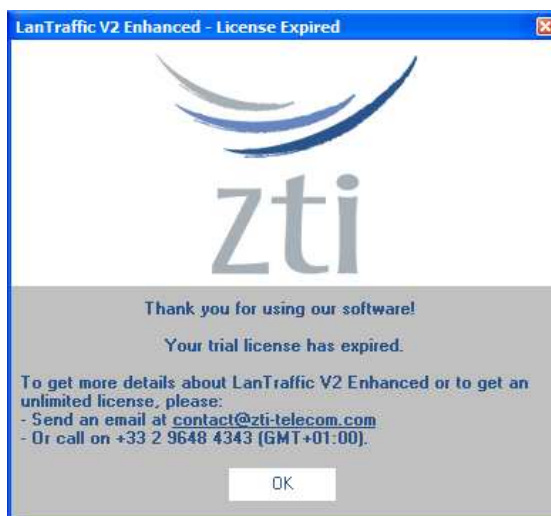 LanTraffic V2 Enhanced - License Expired
zti
Thank you for using our software!
Your trial license has expired.
To get more details about LanTraffic V2 Enhanced or to get an
unlimited license, please:
- Send an email at contact@zti-telecom.com
- Or call on +33 2 9648 4343 (GMT+01:00).
OK